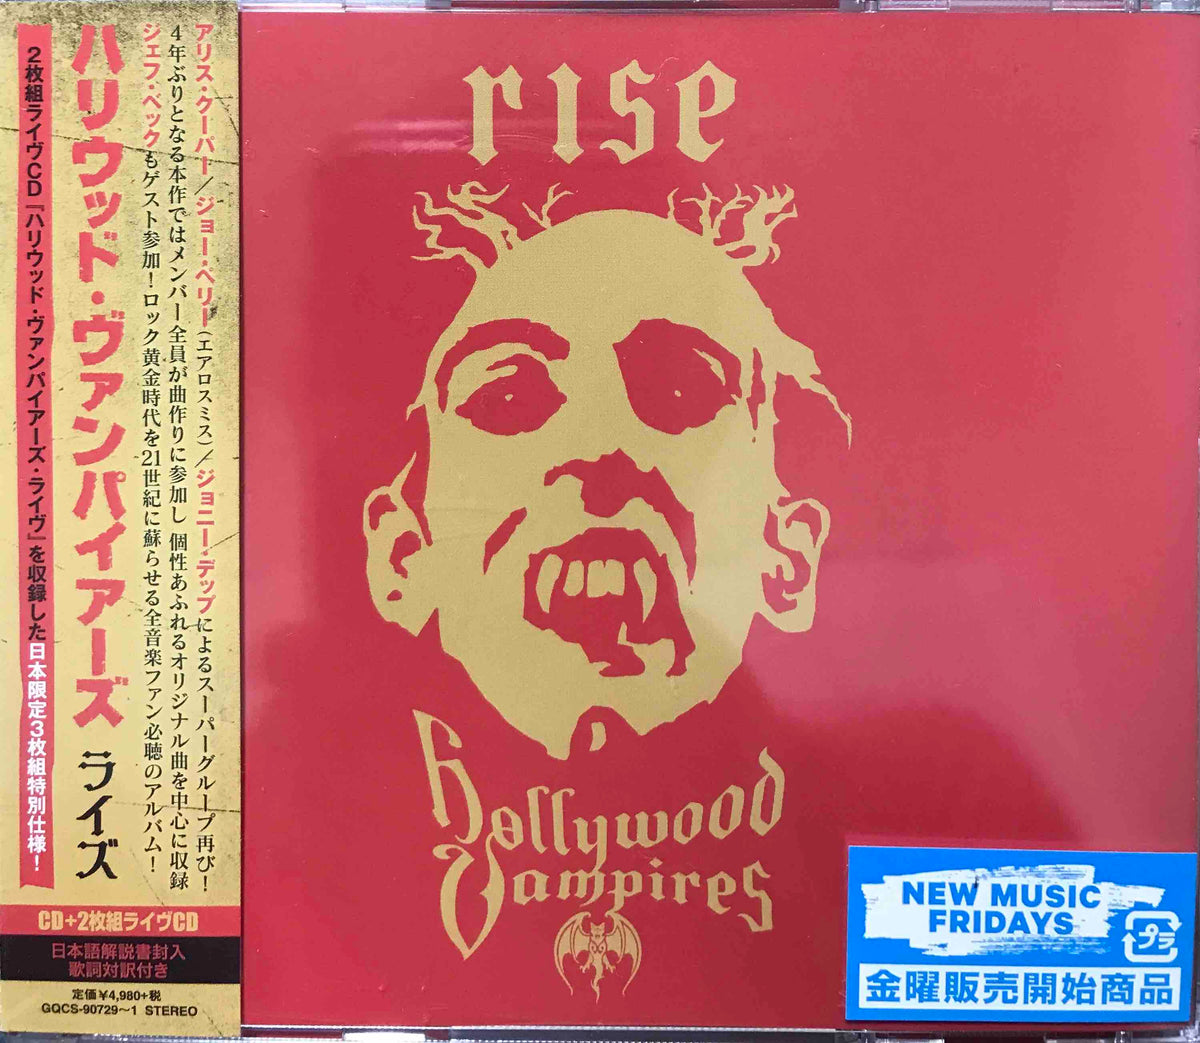 アリス・クーパー／ジョー・ペリー（エアロスミス）／ジョニー・デップによるスーパーグループ再び！
4年ぶりとなる本作ではメンバー全員が曲作りに参加し個性あふれるオリジナル曲を中心に収録
ジェフ・ベックもゲスト参加！ロック黄金時代を21世紀に蘇らせる全音楽ファン必聴のアルバム！
ハリウッド・ヴァンパイアーズ ライズ
2枚組ライヴCD『ハリウッド・ヴァンパイアーズ・ライヴ』を収録した日本限定3枚組特別仕様！
CD+2枚組ライヴCD
日本語解説書封入
歌詞対訳付き
定価￥4,980+税
GQCS-90729〜1 STEREO
rise
Hollywood
Vampires
NEW MUSIC
FRIDAYS
プラ
金曜販売開始商品